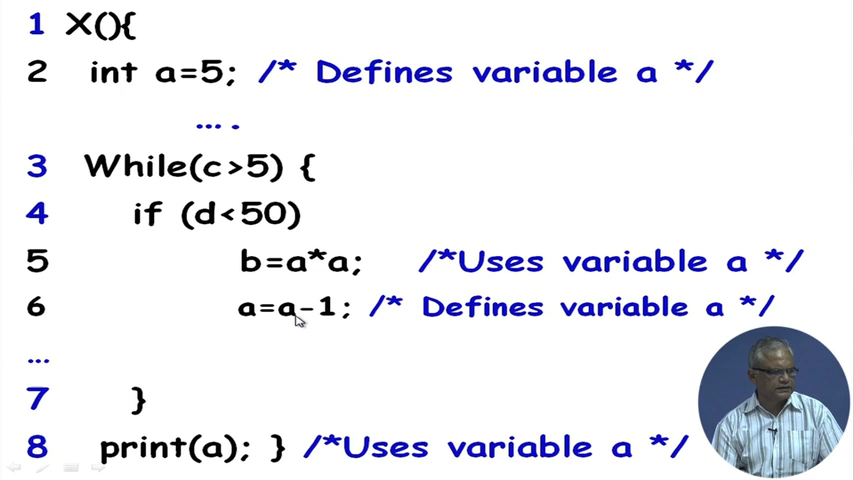 1 X(){
2 int a=5; /* Defines variable a */
... .
3 While(c>5) {
4 if (d<50)
5 b=a*a; /*Uses variable a */
6 a=a-1; /* Defines variable a */
...
7 }
8 print(a); } /*Uses variable a */